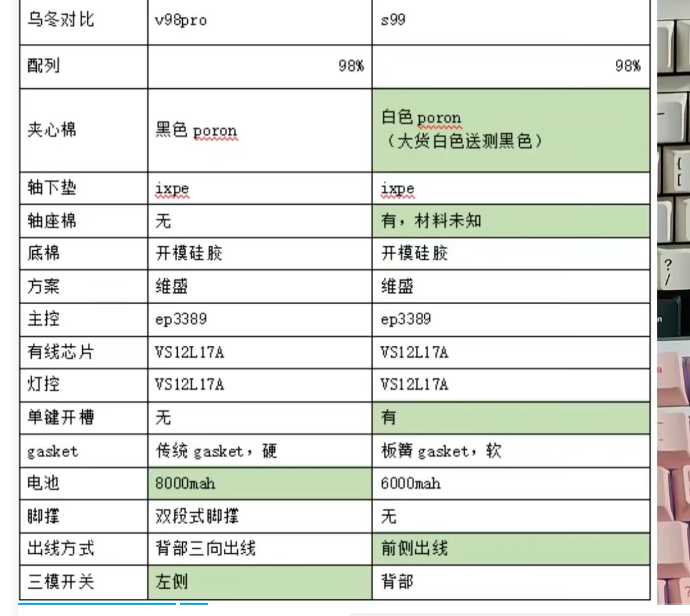 乌冬对比 v98pro s99
配列 98% 98%
夹心棉 黑色 poron 白色 poron
（大货白色送测黑色）
轴下垫 ixpe ixpe
轴座棉 无 有，材料未知
底棉 开模硅胶 开模硅胶
方案 维盛 维盛
主控 ep3389 ep3389
有线芯片 VS12L17A VS12L17A
灯控 VS12L17A VS12L17A
单键开槽 无 有
gasket 传统 gasket，硬 板簧 gasket，软
电池 8000mah 6000mah
脚撑 双段式脚撑 无
出线方式 背部三向出线 前侧出线
三模开关 左侧 背部
{
[
?
/